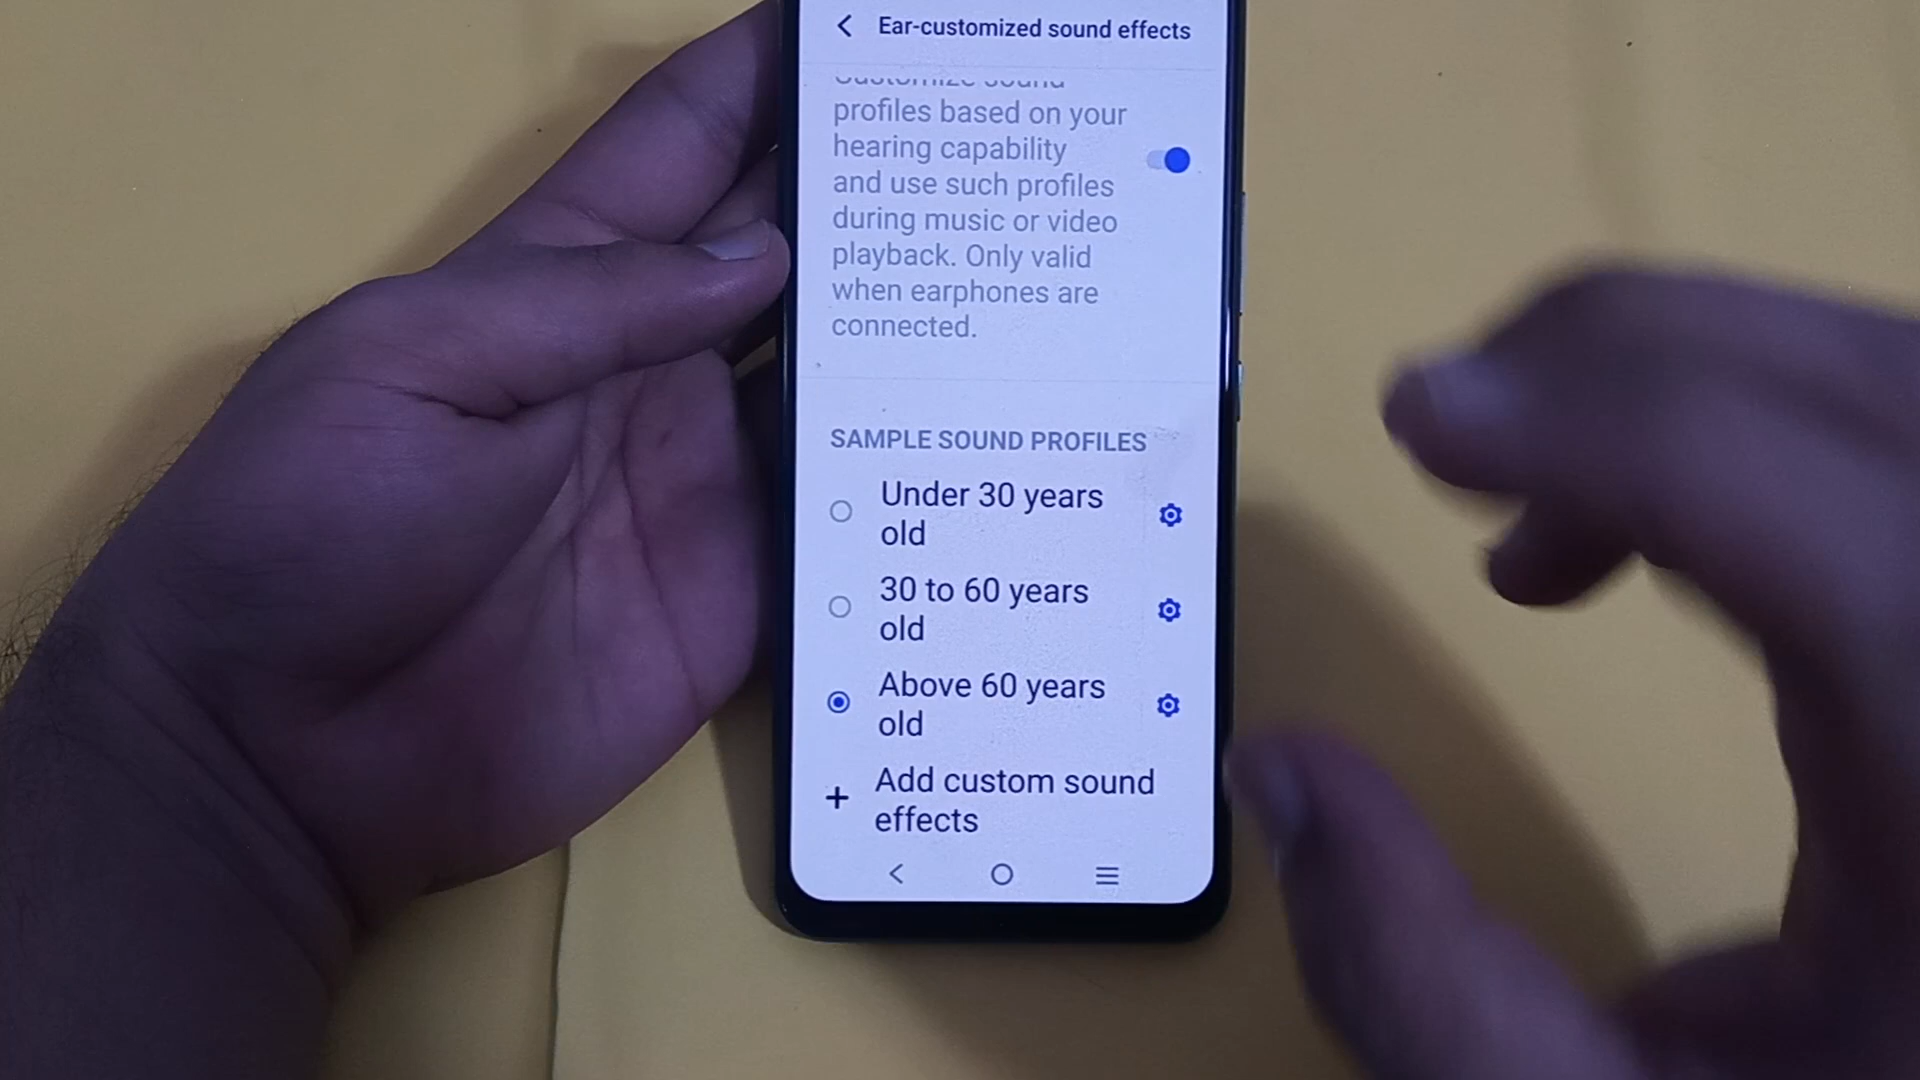 Ear-customized sound effects
Customize sound
profiles based on your
hearing capability
and use such profiles
during music or video
playback. Only valid
when earphones are
connected.
SAMPLE SOUND PROFILES
Under 30 years
old
30 to 60 years
old
Above 60 years
old
Add custom sound
effects